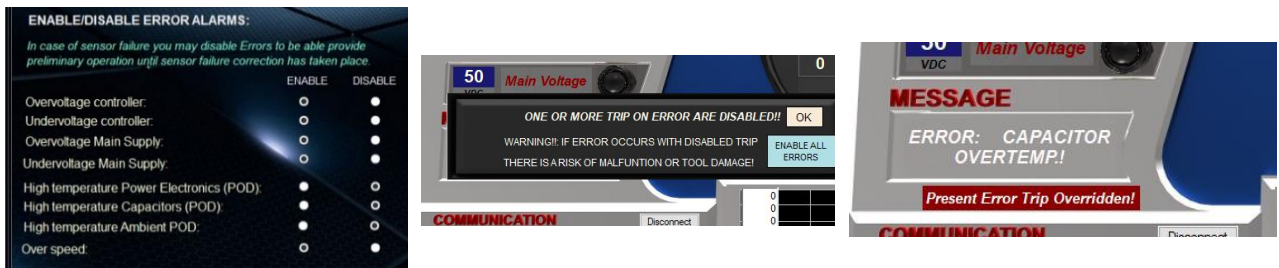 ENABLE/DISABLE ERROR ALARMS:
In case of sensor failure you may disable Errors to be able provide
preliminary operation until sensor failure correction has taken place.
ENABLE DISABLE
Overvoltage controller:
Undervoltage controller:
Overvoltage Main Supply:
Undervoltage Main Supply:
High temperature Power Electronics (POD):
High temperature Capacitors (POD):
High temperature Ambient POD:
Over speed:
50 Main Voltage 0
VDC
ONE OR MORE TRIP ON ERROR ARE DISABLED!! OK
WARNING!!: IF ERROR OCCURS WITH DISABLED TRIP
THERE IS A RISK OF MALFUNTION OR TOOL DAMAGE!
ENABLE ALL
ERRORS
0
0
0
COMMUNICATION Disconnect
50 Main Voltage
VDC
MESSAGE
ERROR: CAPACITOR
OVERTEMP.!
Present Error Trip Overridden!
COMMUNICATION Disconnect